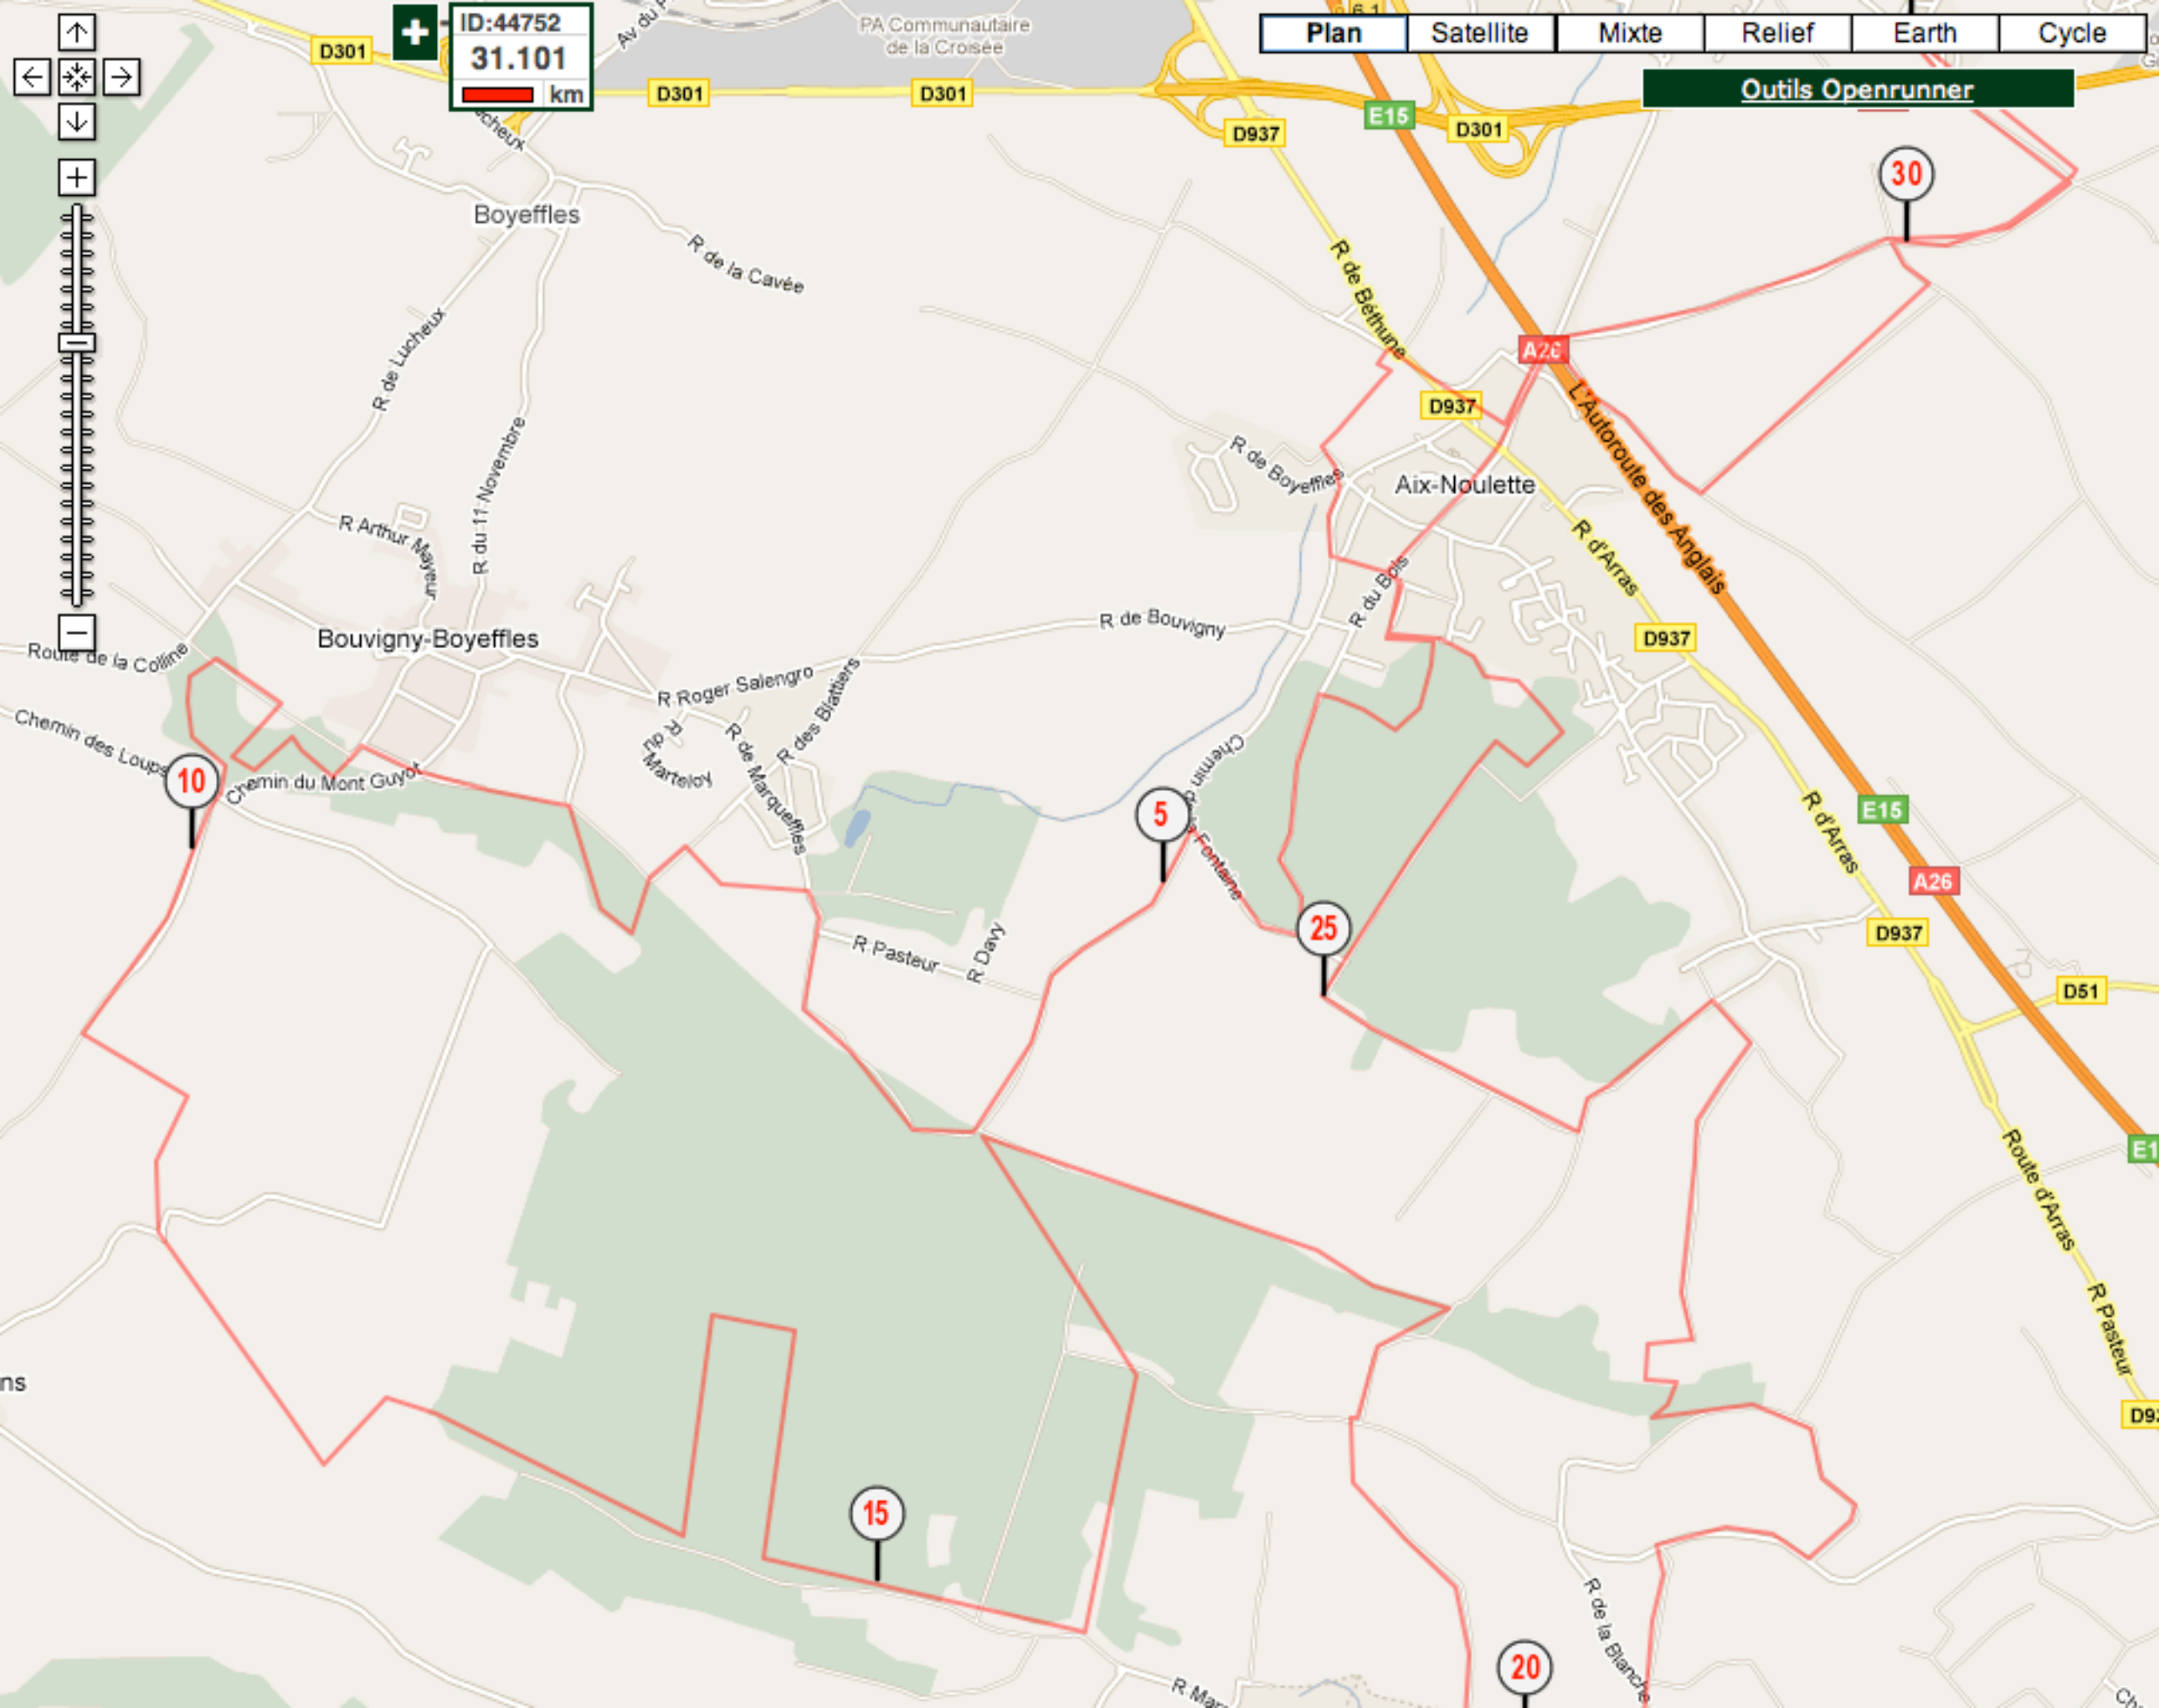 ID:44752
31.101
km
PA Communautaire
de la Croisée
Plan
Satellite
Mixte
Relief
Earth
Cycle
Outils Openrunner
D301
D301
D301
D937
E15
D301
30
Boyeffles
R de la Cavée
R de Béthune
R de Lucheux
A26
D937
L'Autoroute des Anglais
R du 11 Novembre
R de Boyeffles
Aix-Noulette
R Arthur Mayeur
R d'Arras
R du Bois
Bouvigny-Boyeffles
R de Bouvigny
D937
Route de la Colline
R Roger Salengro
R des Blattiers
Chemin des Loups
R du
Marteloy
R de Marqueffles
Chemin de la Fontaine
10
Chemin du Mont Guyot
5
R d'Arras
E15
A26
25
D937
R Pasteur
R Davy
D51
Route d'Arras
E1
R Pasteur
ns
15
R de la Blanche
20